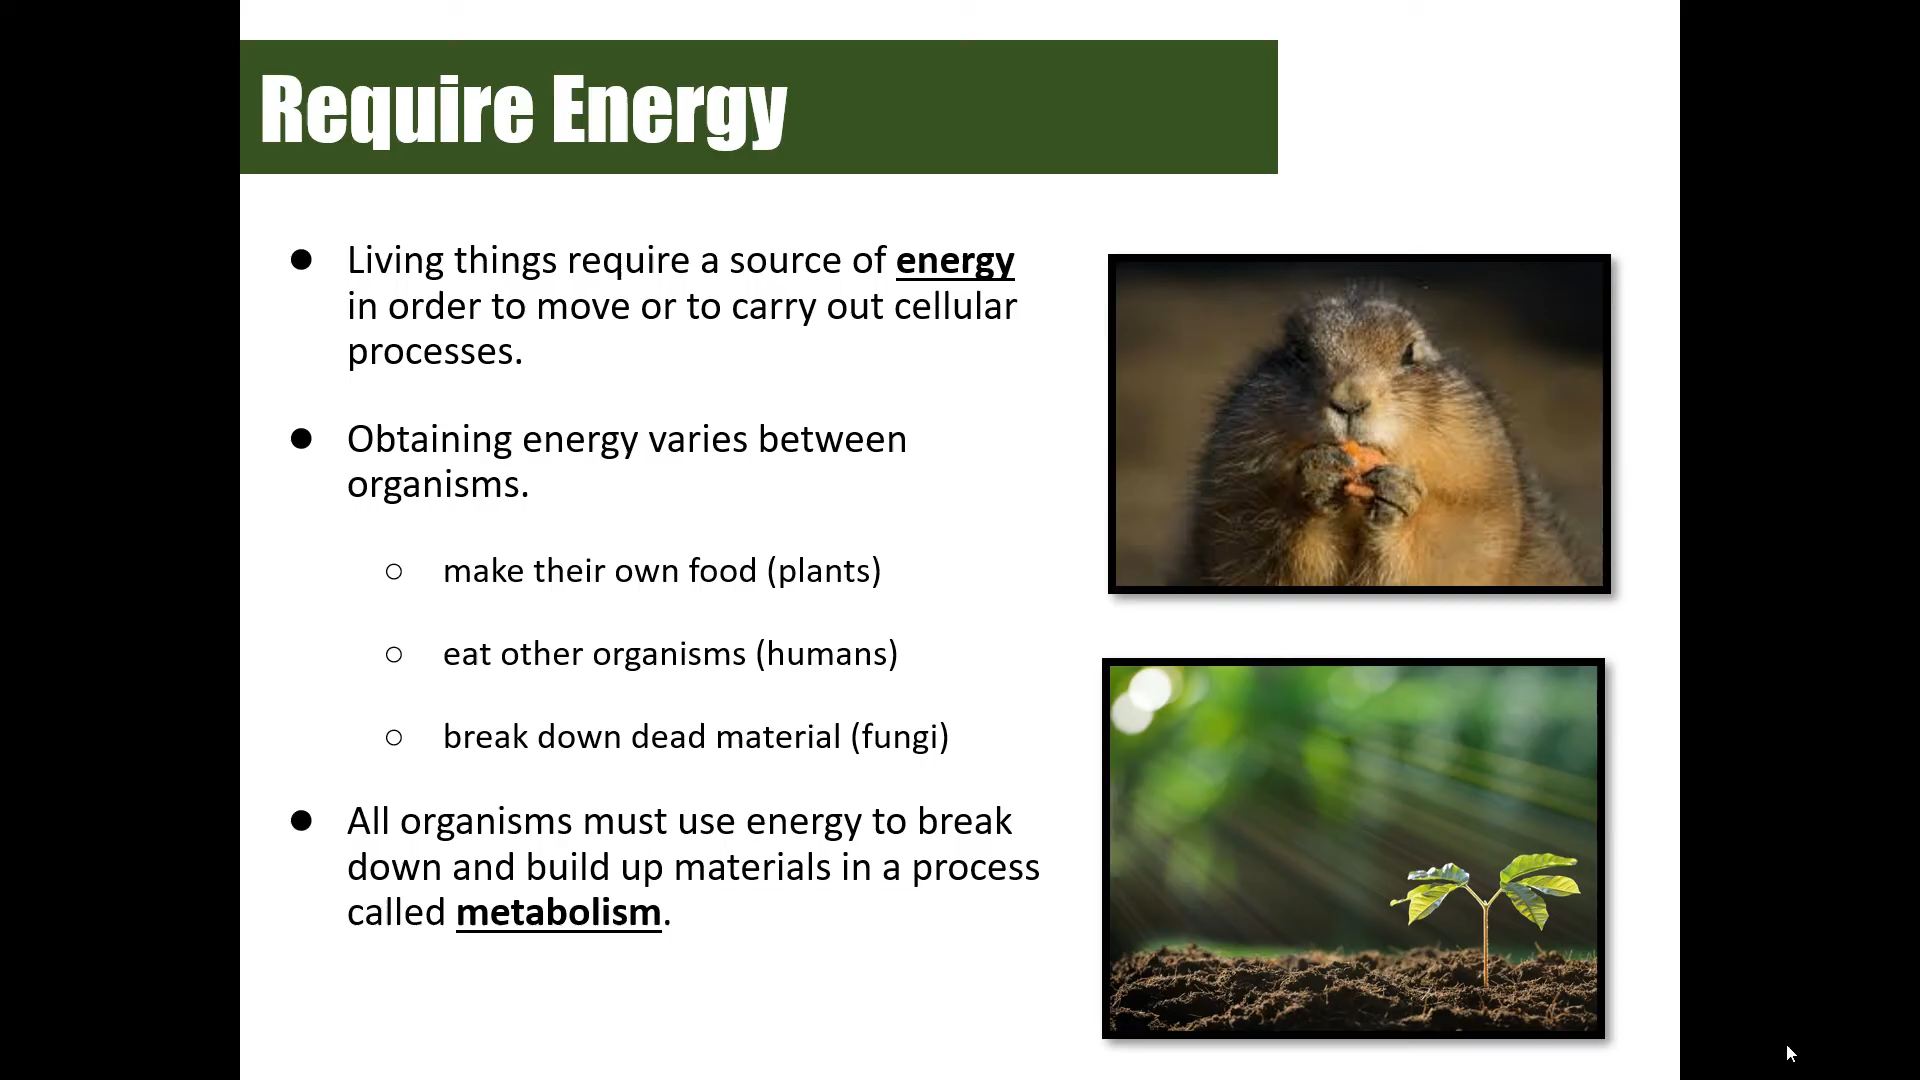 Require Energy
● Living things require a source of energy
in order to move or to carry out cellular
processes.
● Obtaining energy varies between
organisms.
○ make their own food (plants)
○ eat other organisms (humans)
○ break down dead material (fungi)
● All organisms must use energy to break
down and build up materials in a process
called metabolism.